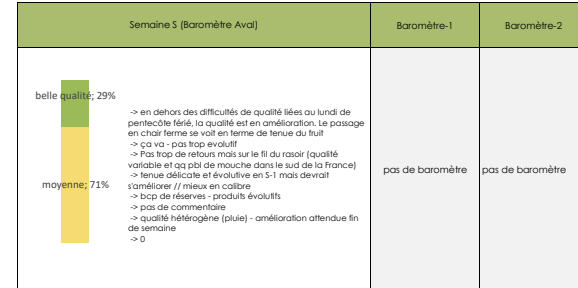 Semaine S (Baromètre Aval)
Baromètre-1
Baromètre-2
belle qualité; 29%
moyenne; 71%
-> en dehors des difficultés de qualité liées au lundi de
pentecôte férié, la qualité est en amélioration. Le passage
en chair ferme se voit en terme de tenue du fruit
-> ça va - pas trop evolutif
-> Pas trop de retours mais sur le fil du rasoir (qualité
variable et qq pbl de mouche dans le sud de la France)
-> tenue délicate et évolutive en S-1 mais devrait
s'améliorer // mieux en calibre
-> bcp de réserves - produits évolutifs
-> pas de commentaire
-> qualité hétérogène (pluie) - amélioration attendue fin
de semaine
-> 0
pas de baromètre
pas de baromètre